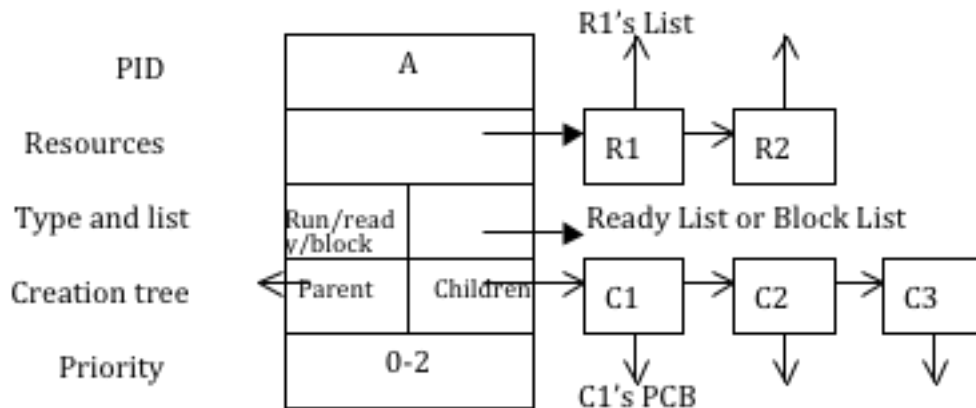 R1's List
PID
A
Resources
R1
R2
Type and list
Run/read
y/block
Ready List or Block List
Creation tree
Parent
Children
C1
C2
C3
Priority
0-2
C1's PCB